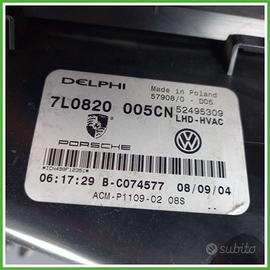 DELPHI
Made in Poland
57908/0 - D05
7L0820 005CN
52495309
LHD-HVAC
PORSCHE
*1CN498F12351*
06:17:29 B-C074577 08/09/04
ACM-P1109-02 08S
subito